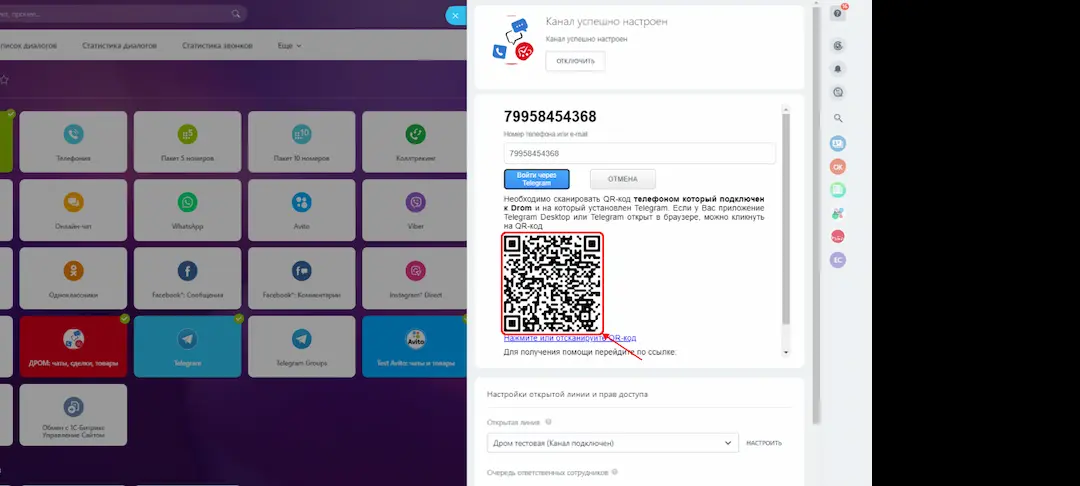 нт, прочее...
писок диалогов
Статистика диалогов
Статистика звонков
Еще
Телефония
Пакет 5 номеров
Пакет 10 номеров
Коллтрекинг
Онлайн-чат
WhatsApp
Avito
Viber
Одноклассники
Facebook*: Сообщения
Facebook*: Комментарии
Instagram* Direct
ДРОМ: чаты, сделки, товары
Telegram
Telegram Groups
Test Avito: чаты и товары
Обмен с 1С-Битрикс: Управление Сайтом
Канал успешно настроен
Канал успешно настроен
ОТКЛЮЧИТЬ
79958454368
Номер телефона или e-mail
79958454368
Войти через
Telegram
ОТМЕНА
Необходимо сканировать QR-код телефоном который подключен
к Drom и на который установлен Telegram. Если у Вас приложение
Telegram Desktop или Telegram открыт в браузере, можно кликнуть
на QR-код
Нажмите или отсканируйте QR-код
Для получения помощи перейдите по ссылке.
Настройки открытой линии и прав доступа
Открытая линия
Дром тестовая (Канал подключен)
НАСТРОИТЬ
Очередь ответственных сотрудников
OK
EC